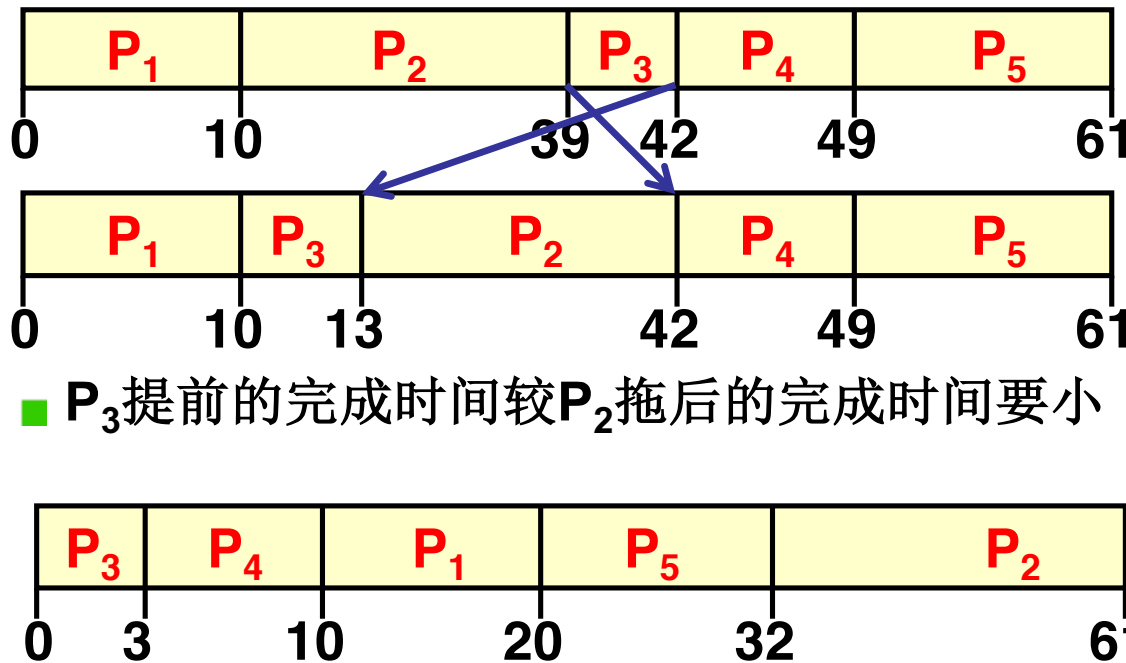 P₁ P₂ P₃ P₄ P₅
0 10 39 42 49 61
P₁ P₃ P₂ P₄ P₅
0 10 13 42 49 61
P₃提前的完成时间较P₂拖后的完成时间要小
P₃ P₄ P₁ P₅ P₂
0 3 10 20 32 61